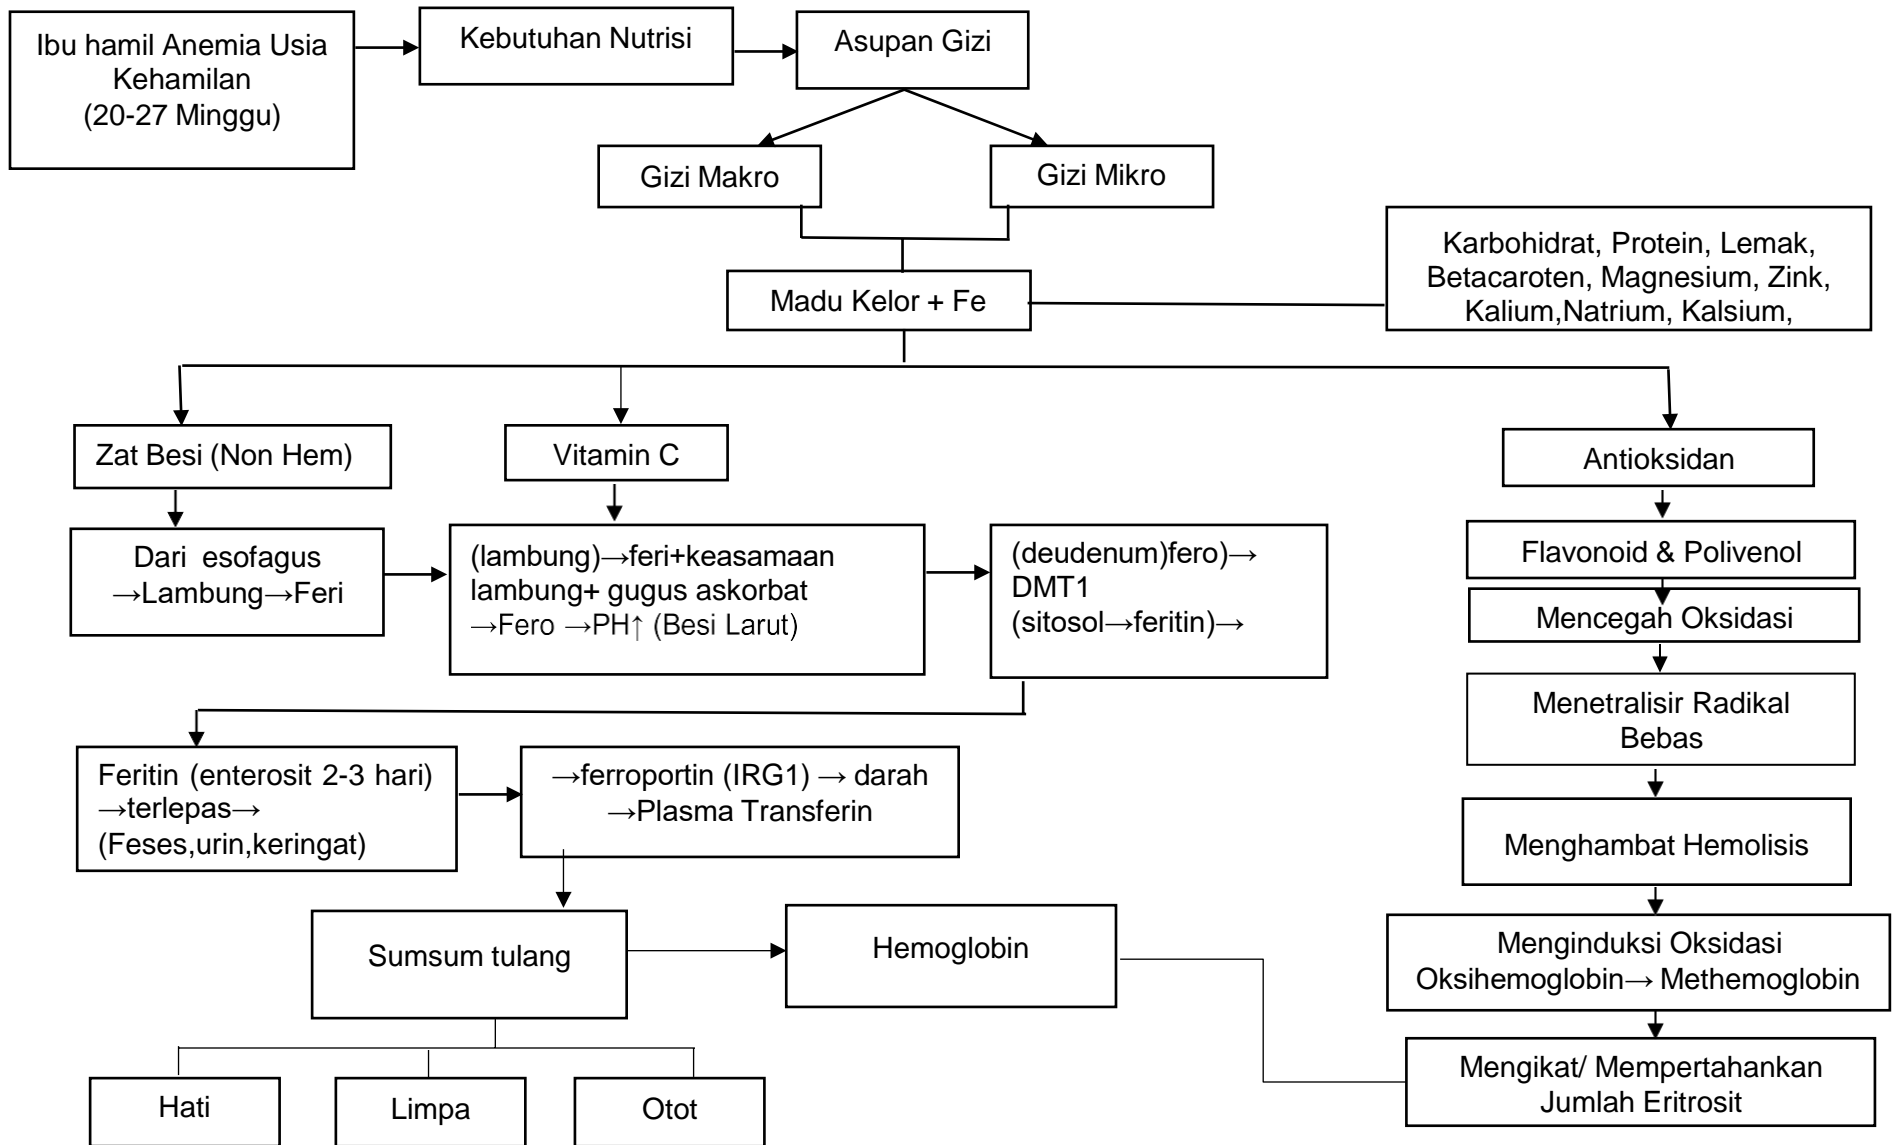 Ibu hamil Anemia Usia
Kehamilan
(20-27 Minggu)
Kebutuhan Nutrisi
Asupan Gizi
Gizi Makro
Gizi Mikro
Karbohidrat, Protein, Lemak,
Betacaroten, Magnesium, Zink,
Kalium,Natrium, Kalsium,
Madu Kelor + Fe
Zat Besi (Non Hem)
Vitamin C
Antioksidan
Dari esofagus
→Lambung→Feri
(lambung)→feri+keasamaan
lambung+ gugus askorbat
→Fero →PH↑ (Besi Larut)
(deudenum)fero)→
DMT1
(sitosol→feritin)→
Flavonoid & Polivenol
Mencegah Oksidasi
Menetralisir Radikal
Bebas
Feritin (enterosit 2-3 hari)
→terlepas→
(Feses,urin,keringat)
→ferroportin (IRG1) → darah
→Plasma Transferin
Menghambat Hemolisis
Sumsum tulang
Hemoglobin
Menginduksi Oksidasi
Oksihemoglobin→ Methemoglobin
Mengikat/ Mempertahankan
Jumlah Eritrosit
Hati
Limpa
Otot